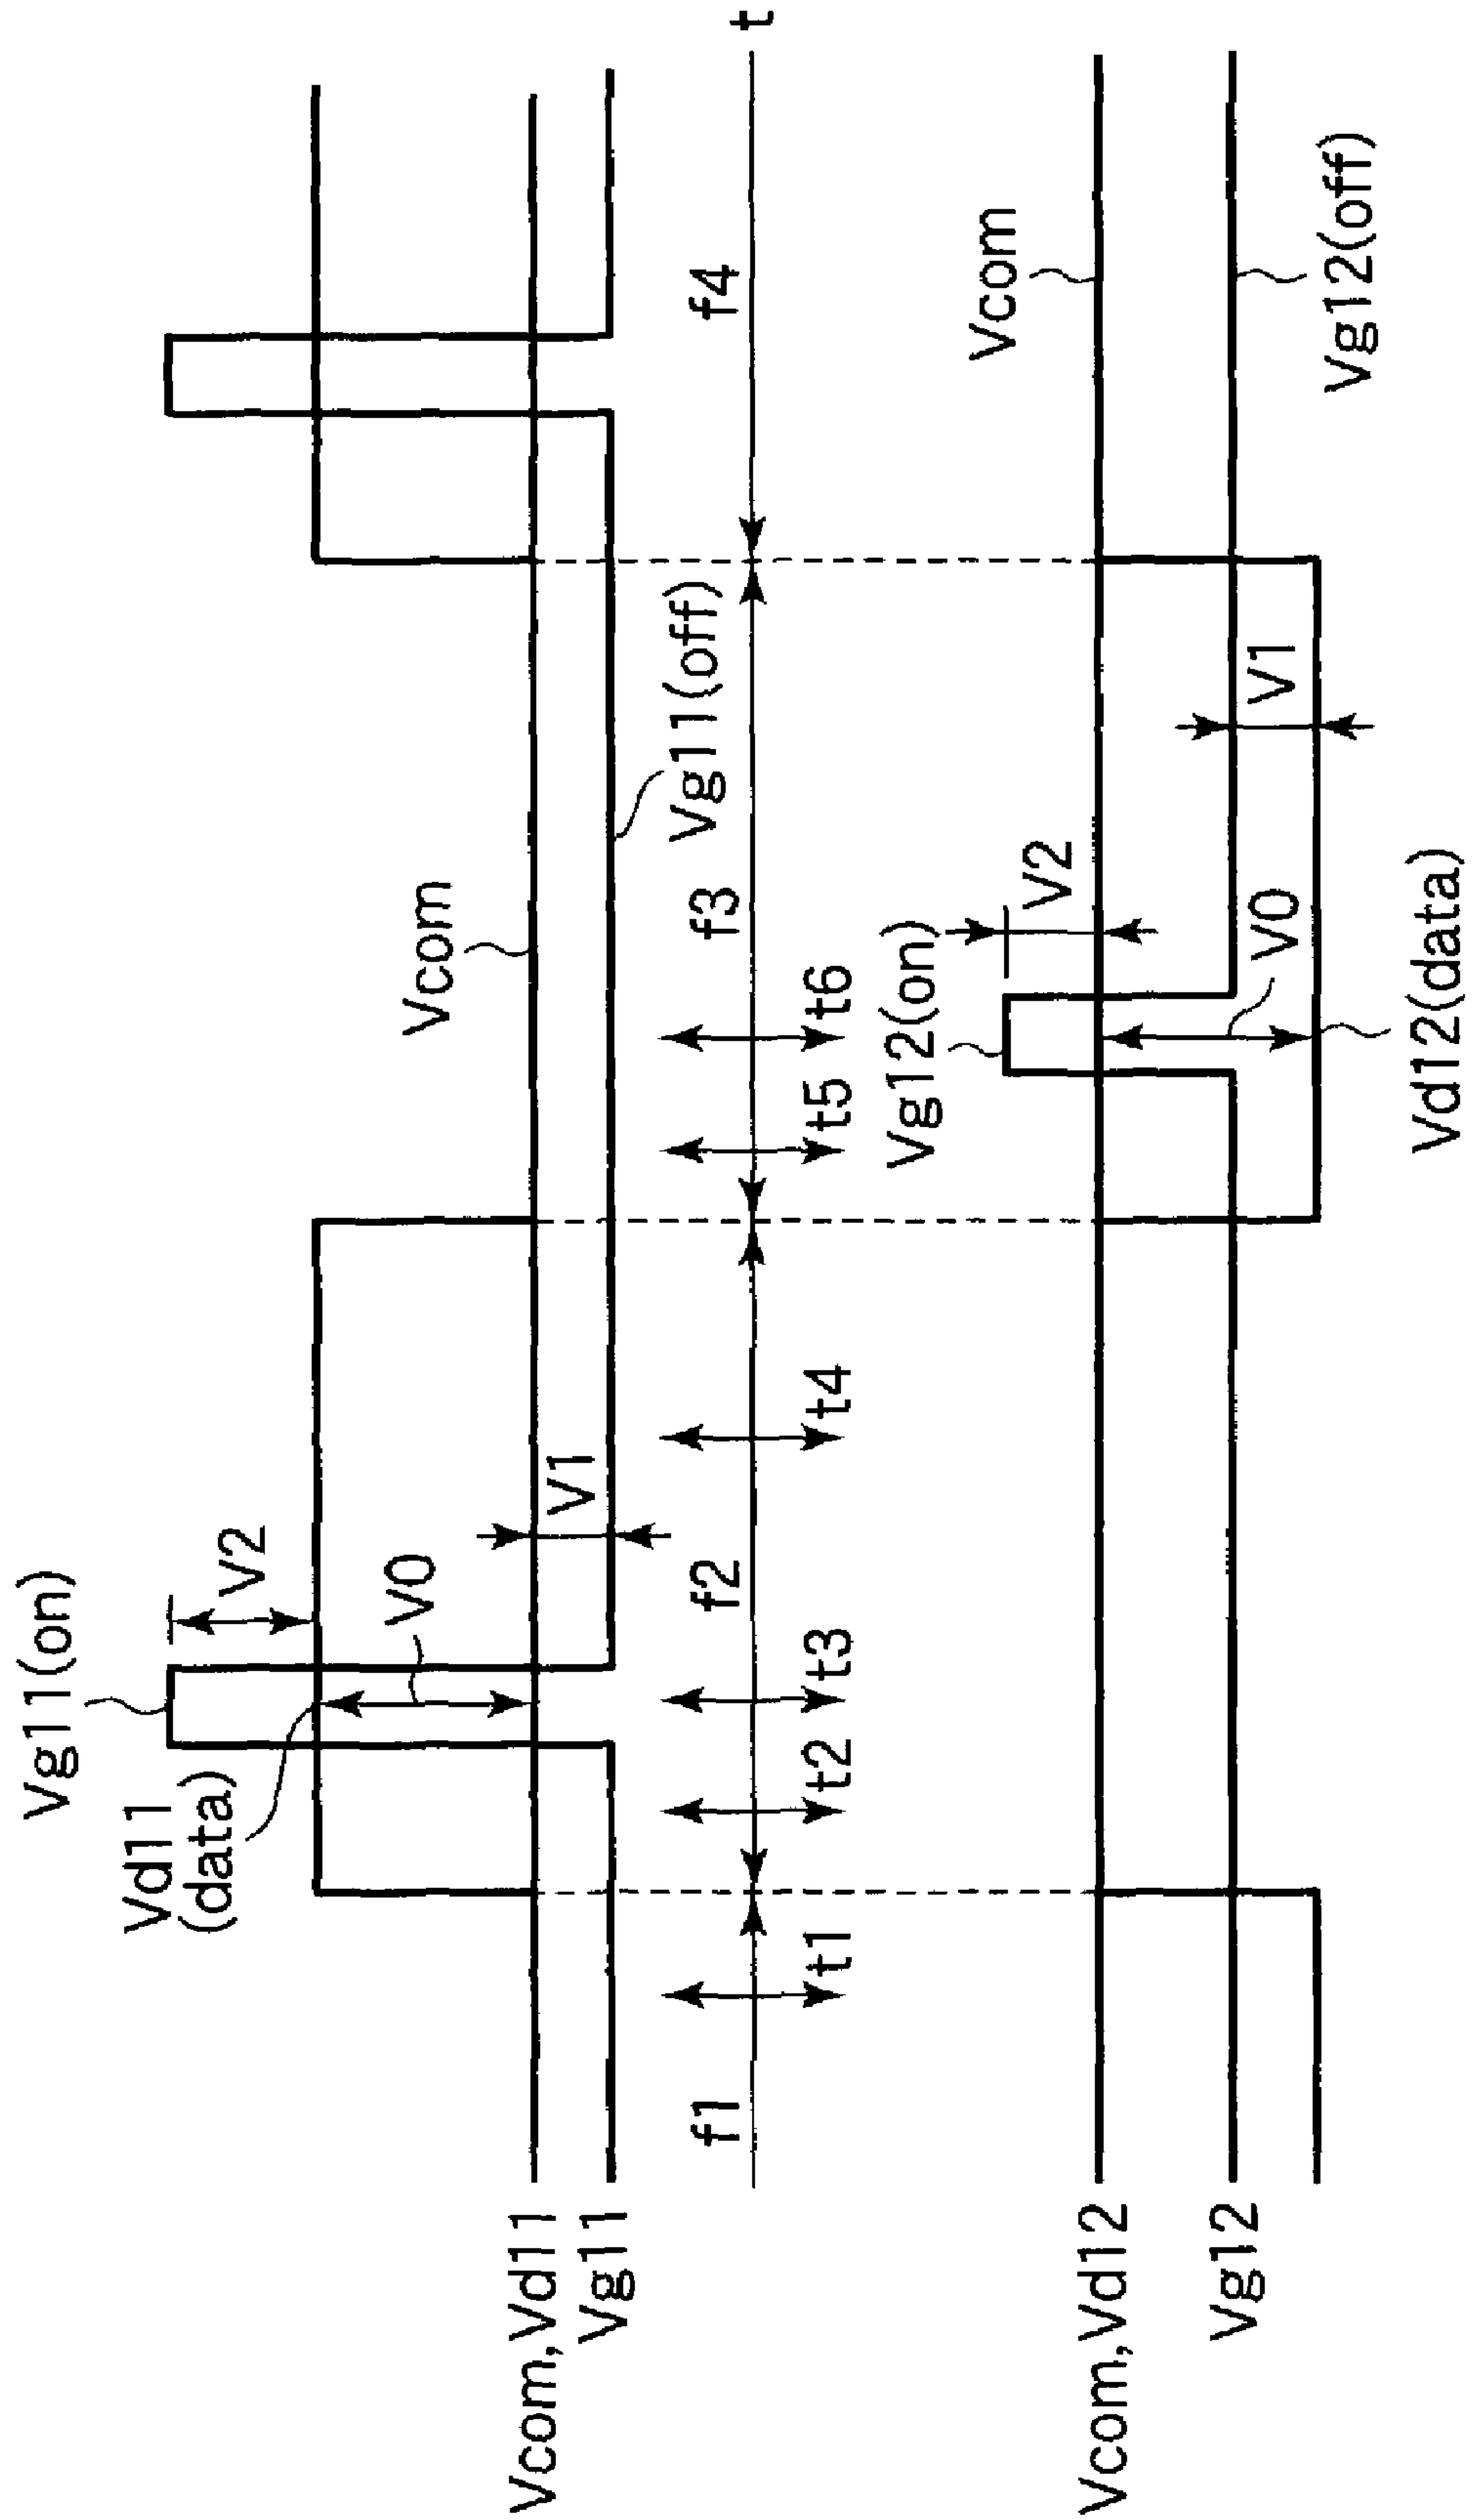 Vg11(on)
Vd11
(data)
V2
V0
V1
Vcom
Vcom,Vd11
Vg11
Vg11(off)
f1
f2
f3
f4
t
t1
t2
t3
t4
t5
t6
Vg12(on)
V2
Vcom
Vcom,Vd12
Vg12
V0
V1
Vg12(off)
Vd12(data)